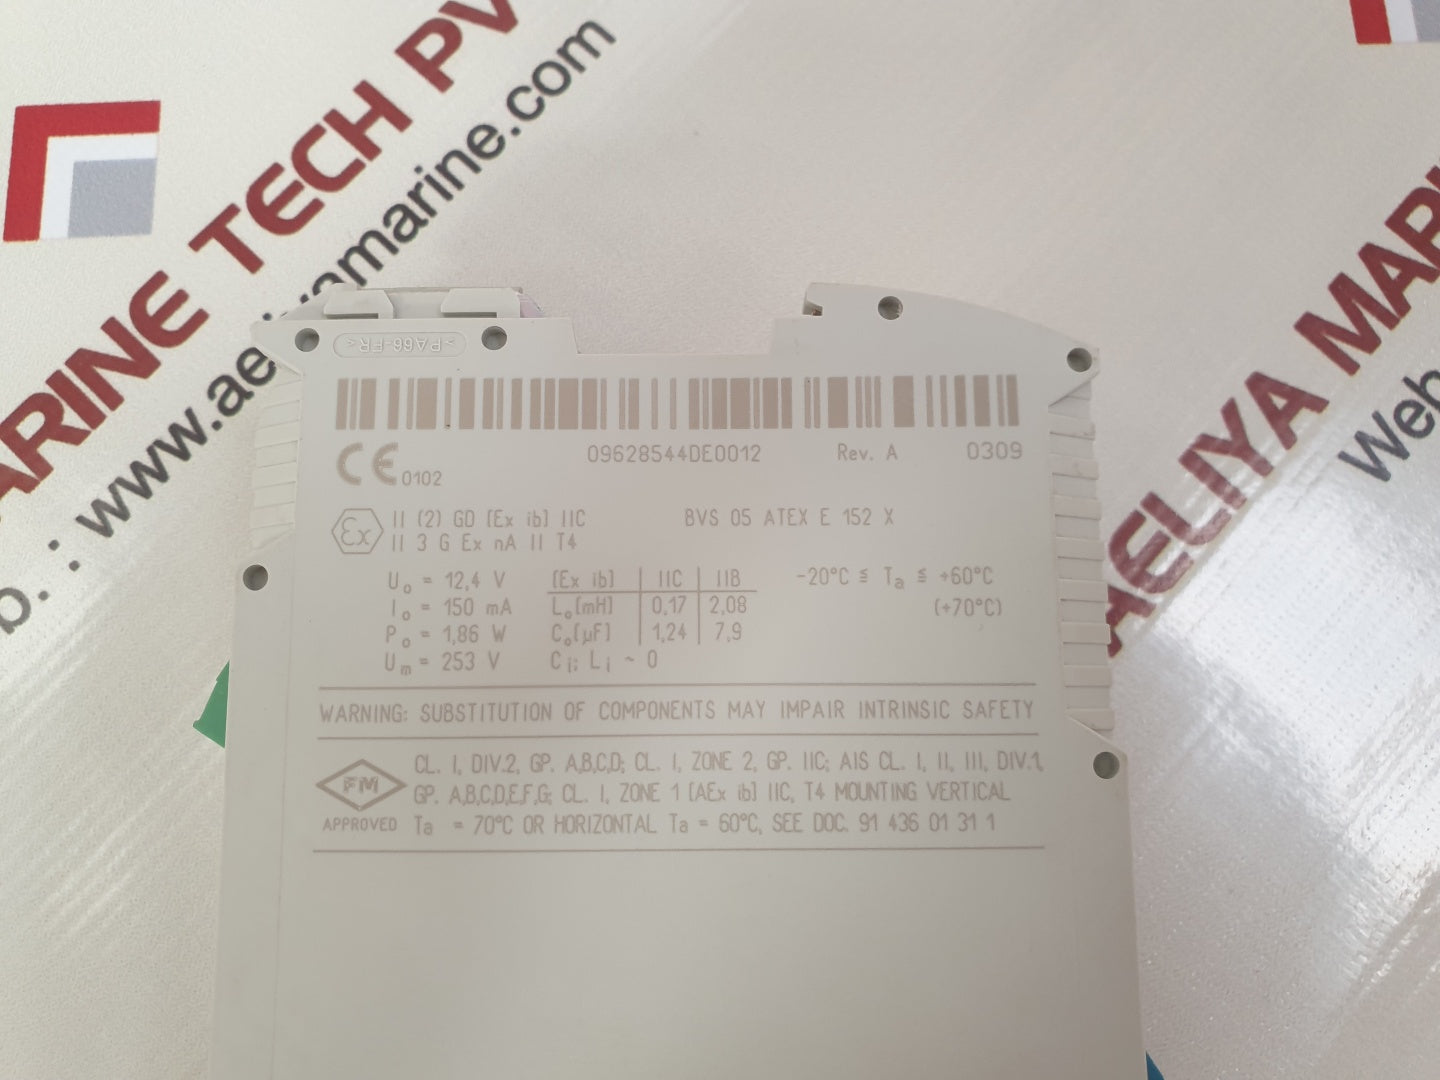 ARINE TECH PV
www.aeliyamarine.com
b. :
AELIYA MARI
Web
>PA66-FR<
CE 0102
09628544DE0012 Rev. A 0309
Ex II (2) GD [Ex ib] IIC BVS 05 ATEX E 152 X
II 3 G Ex nA II T4
Uo = 12,4 V [Ex ib] IIC IIB -20°C ≤ Ta ≤ +60°C
Io = 150 mA Lo[mH] 0,17 2,08 (+70°C)
Po = 1,86 W Co[µF] 1,24 7,9
Um = 253 V Ci; Li ~ 0
WARNING: SUBSTITUTION OF COMPONENTS MAY IMPAIR INTRINSIC SAFETY
FM APPROVED
CL. I, DIV.2, GP. A,B,C,D; CL. I, ZONE 2, GP. IIC; AIS CL. I, II, III, DIV.1,
GP. A,B,C,D,E,F,G; CL. I, ZONE 1 [AEx ib] IIC, T4 MOUNTING VERTICAL
Ta = 70°C OR HORIZONTAL Ta = 60°C, SEE DOC. 91 436 01 31 1